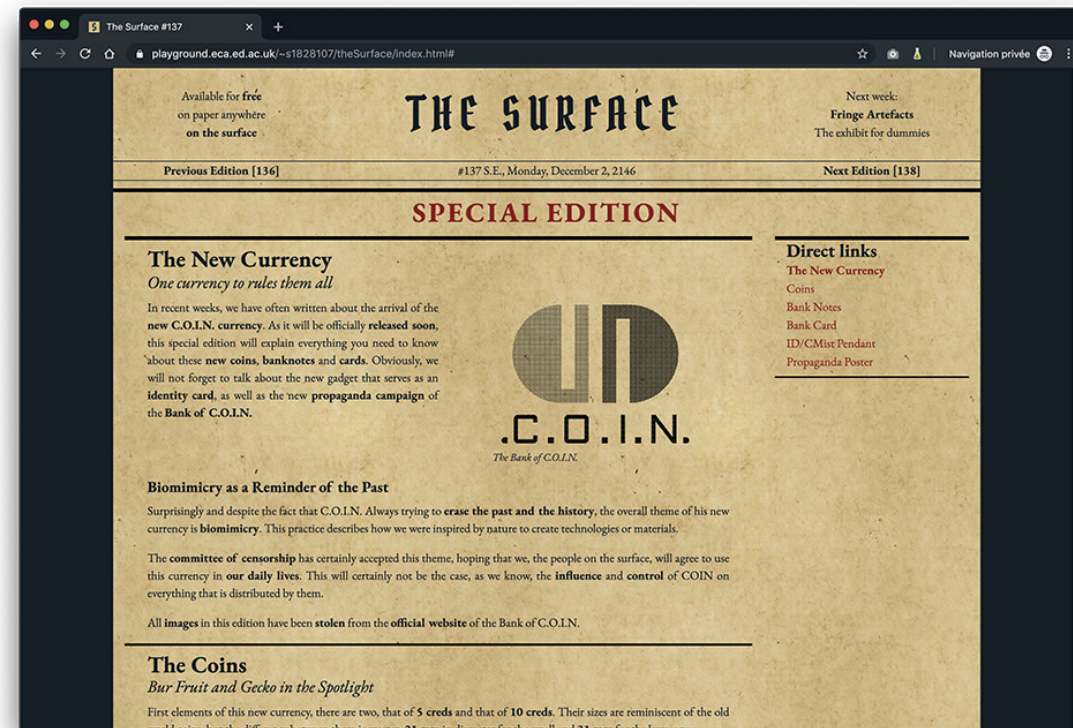 The Surface #137
playground.eca.ed.ac.uk/~s1828107/theSurface/index.html#
Navigation privée
Available for free
on paper anywhere
on the surface
THE SURFACE
Next week:
Fringe Artefacts
The exhibit for dummies
Previous Edition [136]
#137 S.E., Monday, December 2, 2146
Next Edition [138]
SPECIAL EDITION
The New Currency
One currency to rules them all
In recent weeks, we have often written about the arrival of the
new C.O.I.N. currency. As it will be officially released soon,
this special edition will explain everything you need to know
about these new coins, banknotes and cards. Obviously, we
will not forget to talk about the new gadget that serves as an
identity card, as well as the new propaganda campaign of
the Bank of C.O.I.N.
.C.O.I.N.
The Bank of C.O.I.N.
Direct links
The New Currency
Coins
Bank Notes
Bank Card
ID/CMist Pendant
Propaganda Poster
Biomimicry as a Reminder of the Past
Surprisingly and despite the fact that C.O.I.N. Always trying to erase the past and the history, the overall theme of his new
currency is biomimicry. This practice describes how we were inspired by nature to create technologies or materials.
The committee of censorship has certainly accepted this theme, hoping that we, the people on the surface, will agree to use
this currency in our daily lives. This will certainly not be the case, as we know, the influence and control of COIN on
everything that is distributed by them.
All images in this edition have been stolen from the official website of the Bank of C.O.I.N.
The Coins
Bur Fruit and Gecko in the Spotlight
First elements of this new currency, there are two, that of 5 creds and that of 10 creds. Their sizes are reminiscent of the old